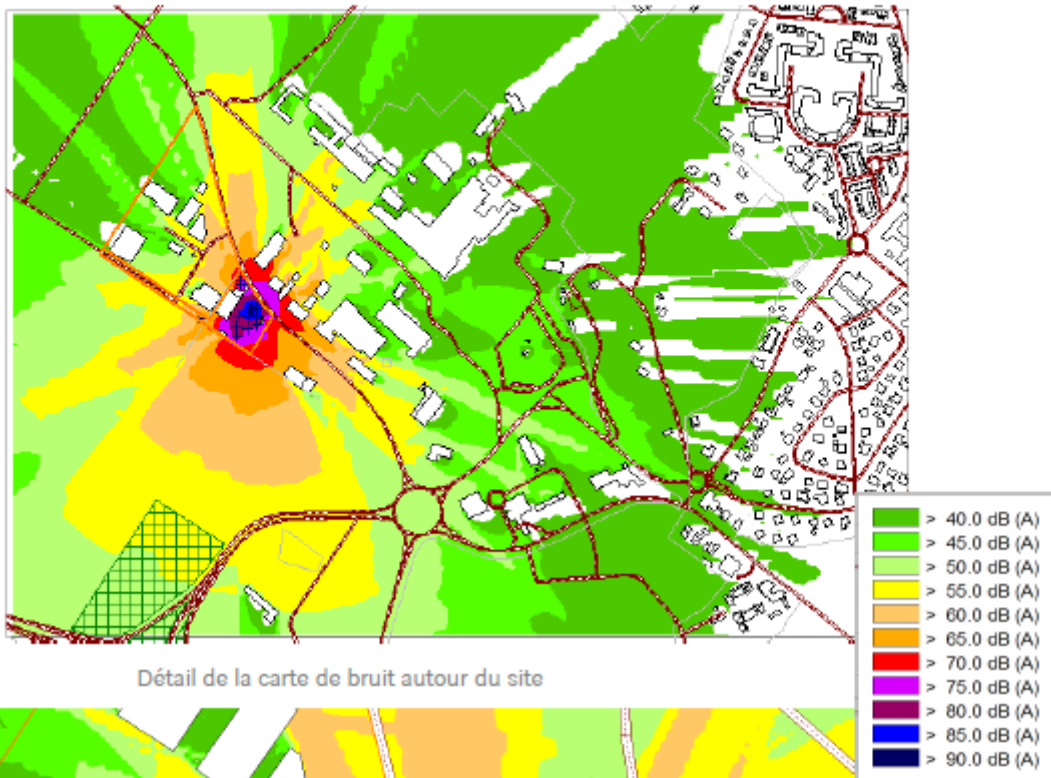 > 40.0 dB (A)
> 45.0 dB (A)
> 50.0 dB (A)
> 55.0 dB (A)
> 60.0 dB (A)
> 65.0 dB (A)
> 70.0 dB (A)
> 75.0 dB (A)
> 80.0 dB (A)
> 85.0 dB (A)
> 90.0 dB (A)
Détail de la carte de bruit autour du site